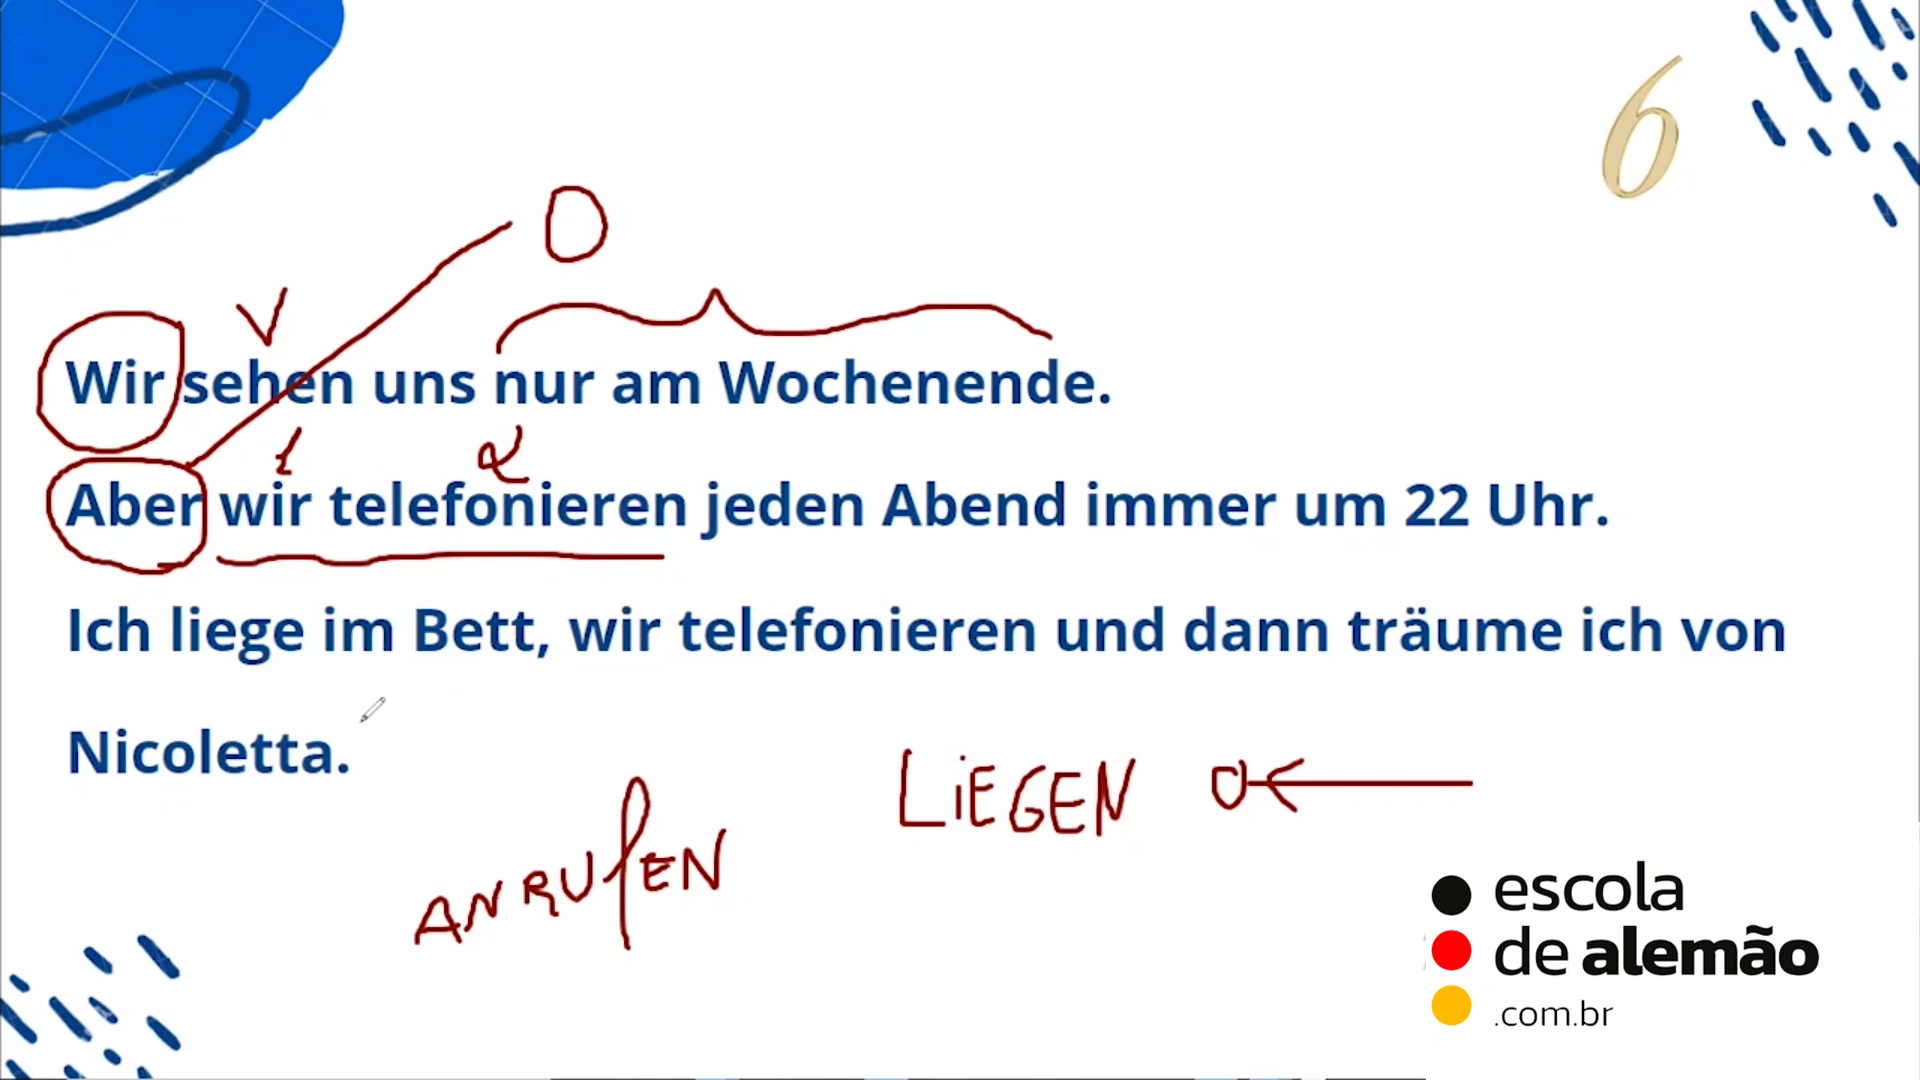 6
O
V
Wir sehen uns nur am Wochenende.
1 2
Aber wir telefonieren jeden Abend immer um 22 Uhr.
Ich liege im Bett, wir telefonieren und dann träume ich von
Nicoletta.
LiEGEN
ANRUfEN
escola
de alemão
.com.br